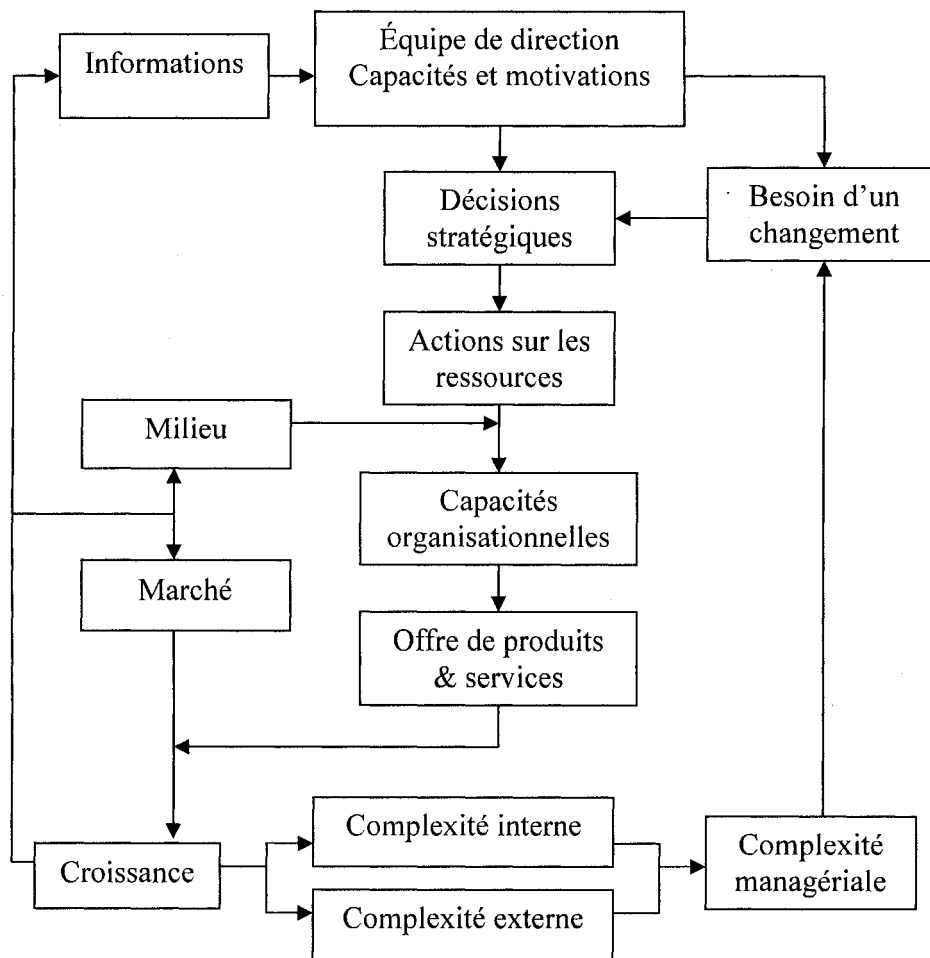 Informations
Équipe de direction
Capacités et motivations
Décisions
stratégiques
Besoin d'un
changement
Actions sur les
ressources
Milieu
Capacités
organisationnelles
Marché
Offre de produits
& services
Croissance
Complexité interne
Complexité externe
Complexité
managériale